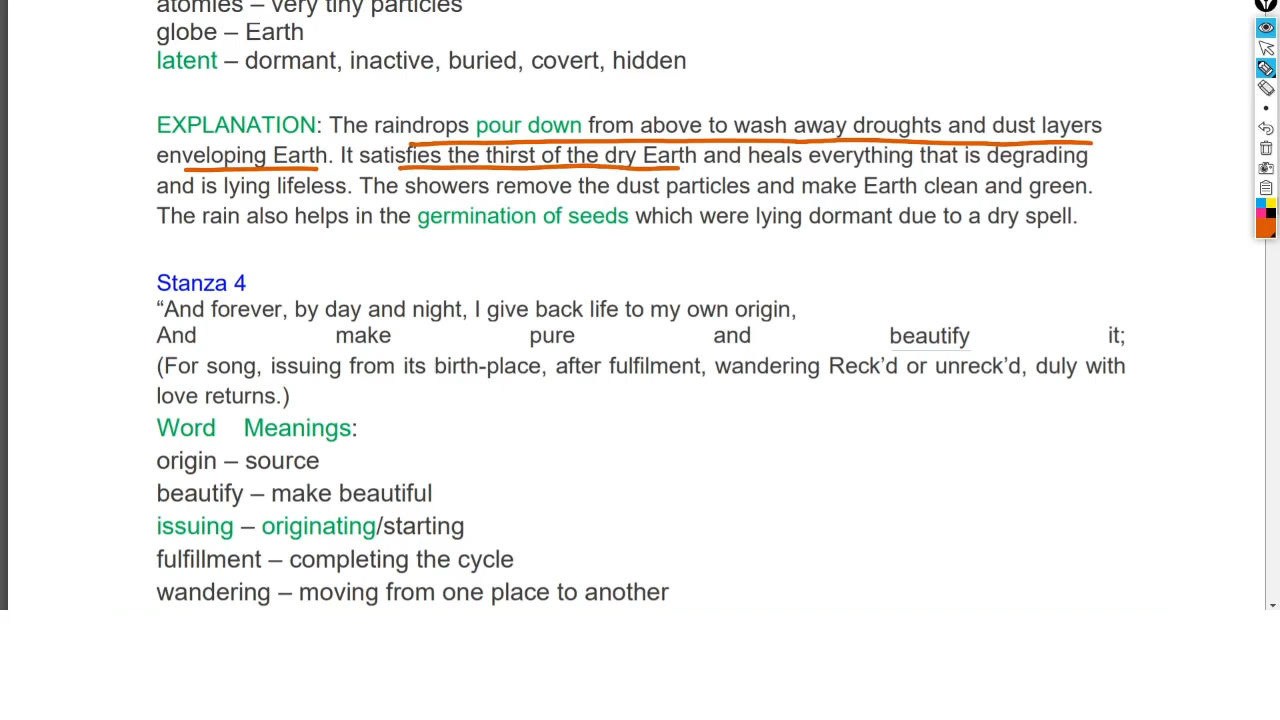 atomies – very tiny particles
globe – Earth
latent – dormant, inactive, buried, covert, hidden
EXPLANATION: The raindrops pour down from above to wash away droughts and dust layers
enveloping Earth. It satisfies the thirst of the dry Earth and heals everything that is degrading
and is lying lifeless. The showers remove the dust particles and make Earth clean and green.
The rain also helps in the germination of seeds which were lying dormant due to a dry spell.
Stanza 4
“And forever, by day and night, I give back life to my own origin,
And make pure and beautify it;
(For song, issuing from its birth-place, after fulfilment, wandering Reck’d or unreck’d, duly with
love returns.)
Word Meanings:
origin – source
beautify – make beautiful
issuing – originating/starting
fulfillment – completing the cycle
wandering – moving from one place to another